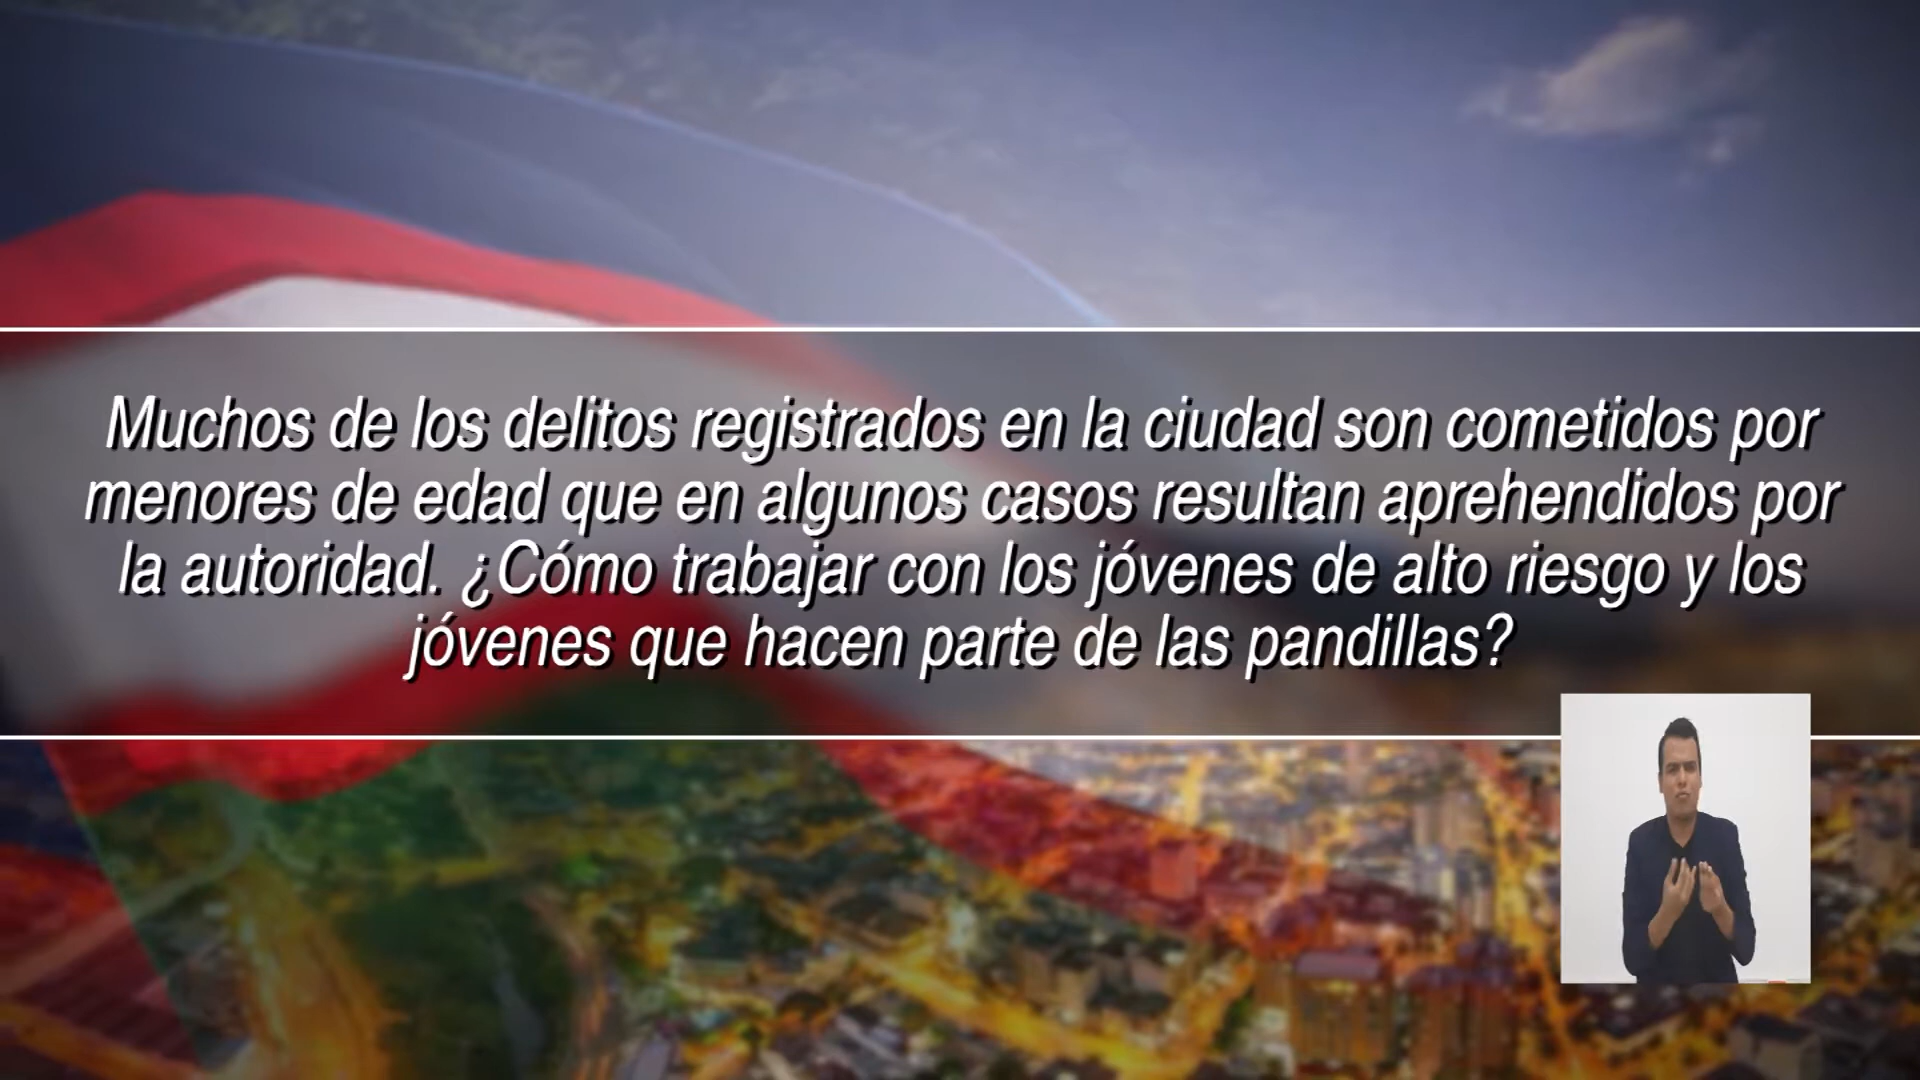 Muchos de los delitos registrados en la ciudad son cometidos por
menores de edad que en algunos casos resultan aprehendidos por
la autoridad. ¿Cómo trabajar con los jóvenes de alto riesgo y los
jóvenes que hacen parte de las pandillas?